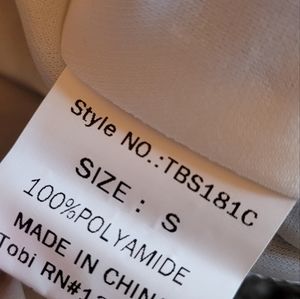 Style NO.:TBS181C
SIZE : S
100%POLYAMIDE
MADE IN CHINA
Tobi RN#